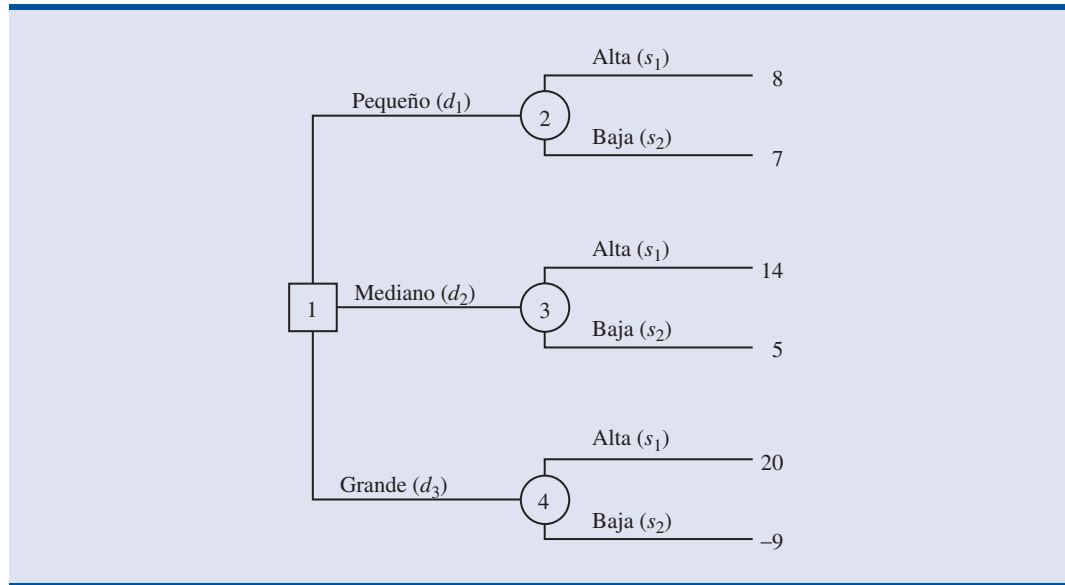 Alta (s1)
8
Pequeño (d1)
2
Baja (s2)
7
Alta (s1)
14
Mediano (d2)
1
3
Baja (s2)
5
Alta (s1)
20
Grande (d3)
4
Baja (s2)
–9